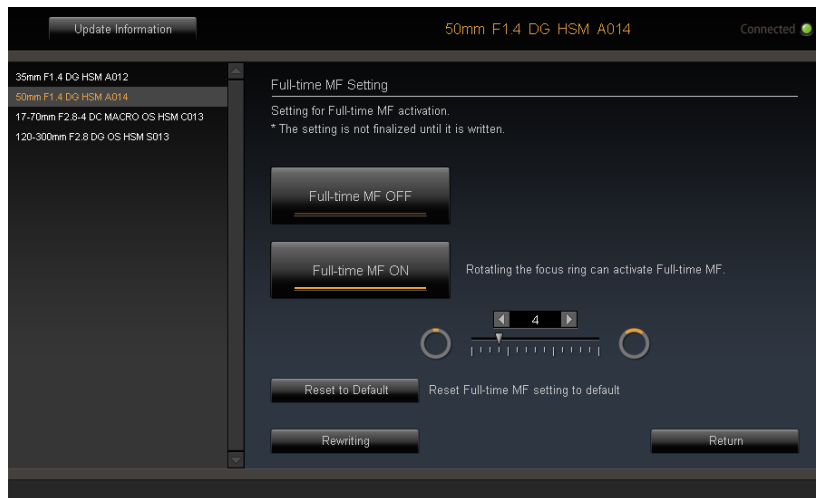 Update Information
50mm F1.4 DG HSM A014
Connected
35mm F1.4 DG HSM A012
50mm F1.4 DG HSM A014
17-70mm F2.8-4 DC MACRO OS HSM C013
120-300mm F2.8 DG OS HSM S013
Full-time MF Setting
Setting for Full-time MF activation.
* The setting is not finalized until it is written.
Full-time MF OFF
Full-time MF ON
Rotatling the focus ring can activate Full-time MF.
4
Reset to Default
Reset Full-time MF setting to default
Rewriting
Return